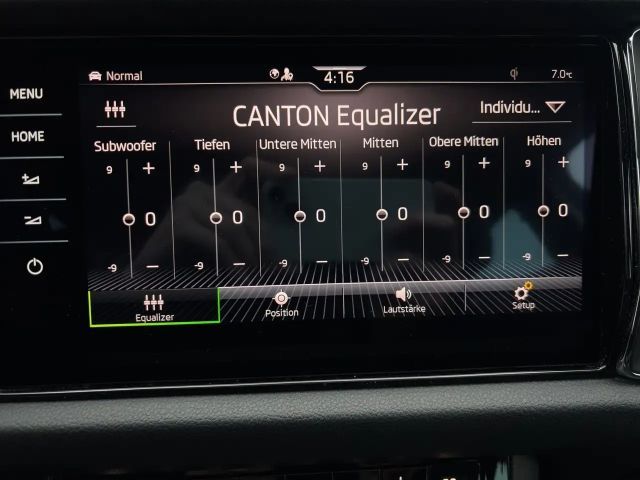 Normal 4:16 7.0°C
MENU
HOME
CANTON Equalizer
Individu...
Subwoofer Tiefen Untere Mitten Mitten Obere Mitten Höhen
9 + 9 + 9 + 9 + 9 + 9 +
0 0 0 0 0 0
-9 − -9 − -9 − -9 − -9 − -9 −
Equalizer Position Lautstärke Setup